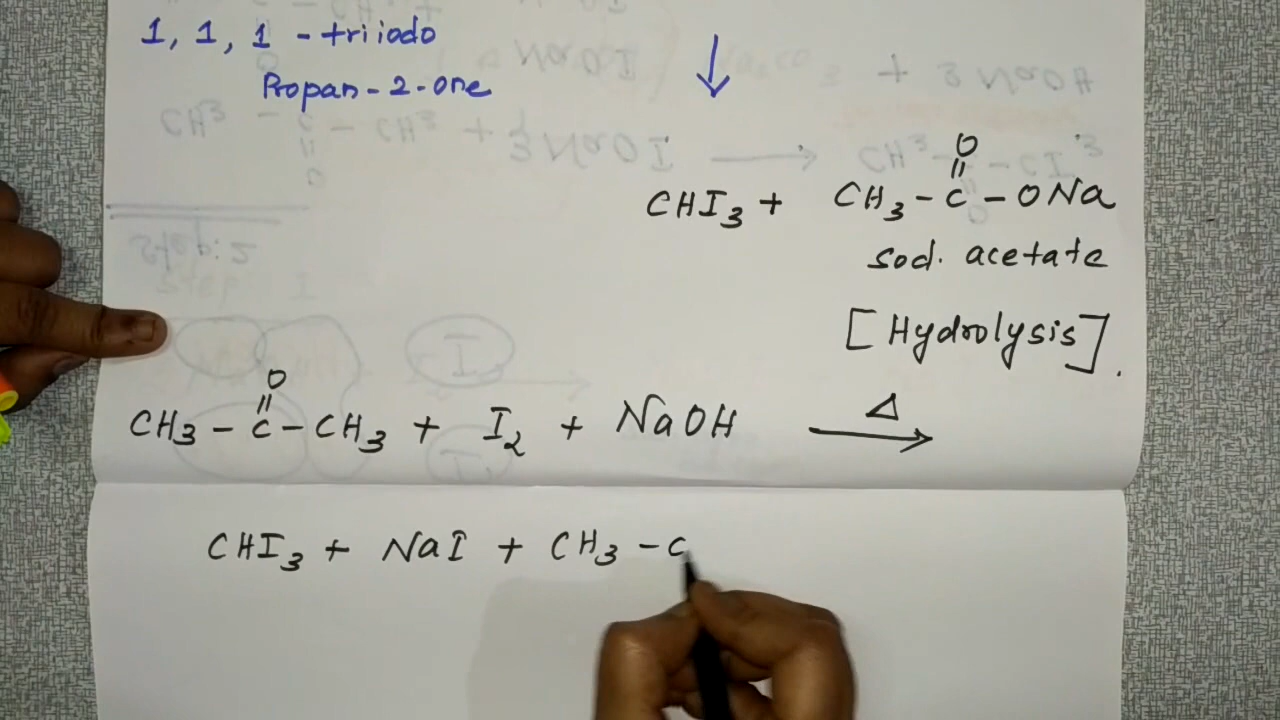 1, 1, 1 - triiodo
Propan-2-one
↓
O
||
CHI3 + CH3 - C - ONa
sod. acetate
[Hydrolysis].
O
||
CH3 - C - CH3 + I2 + NaOH Δ →
CHI3 + NaI + CH3 - C